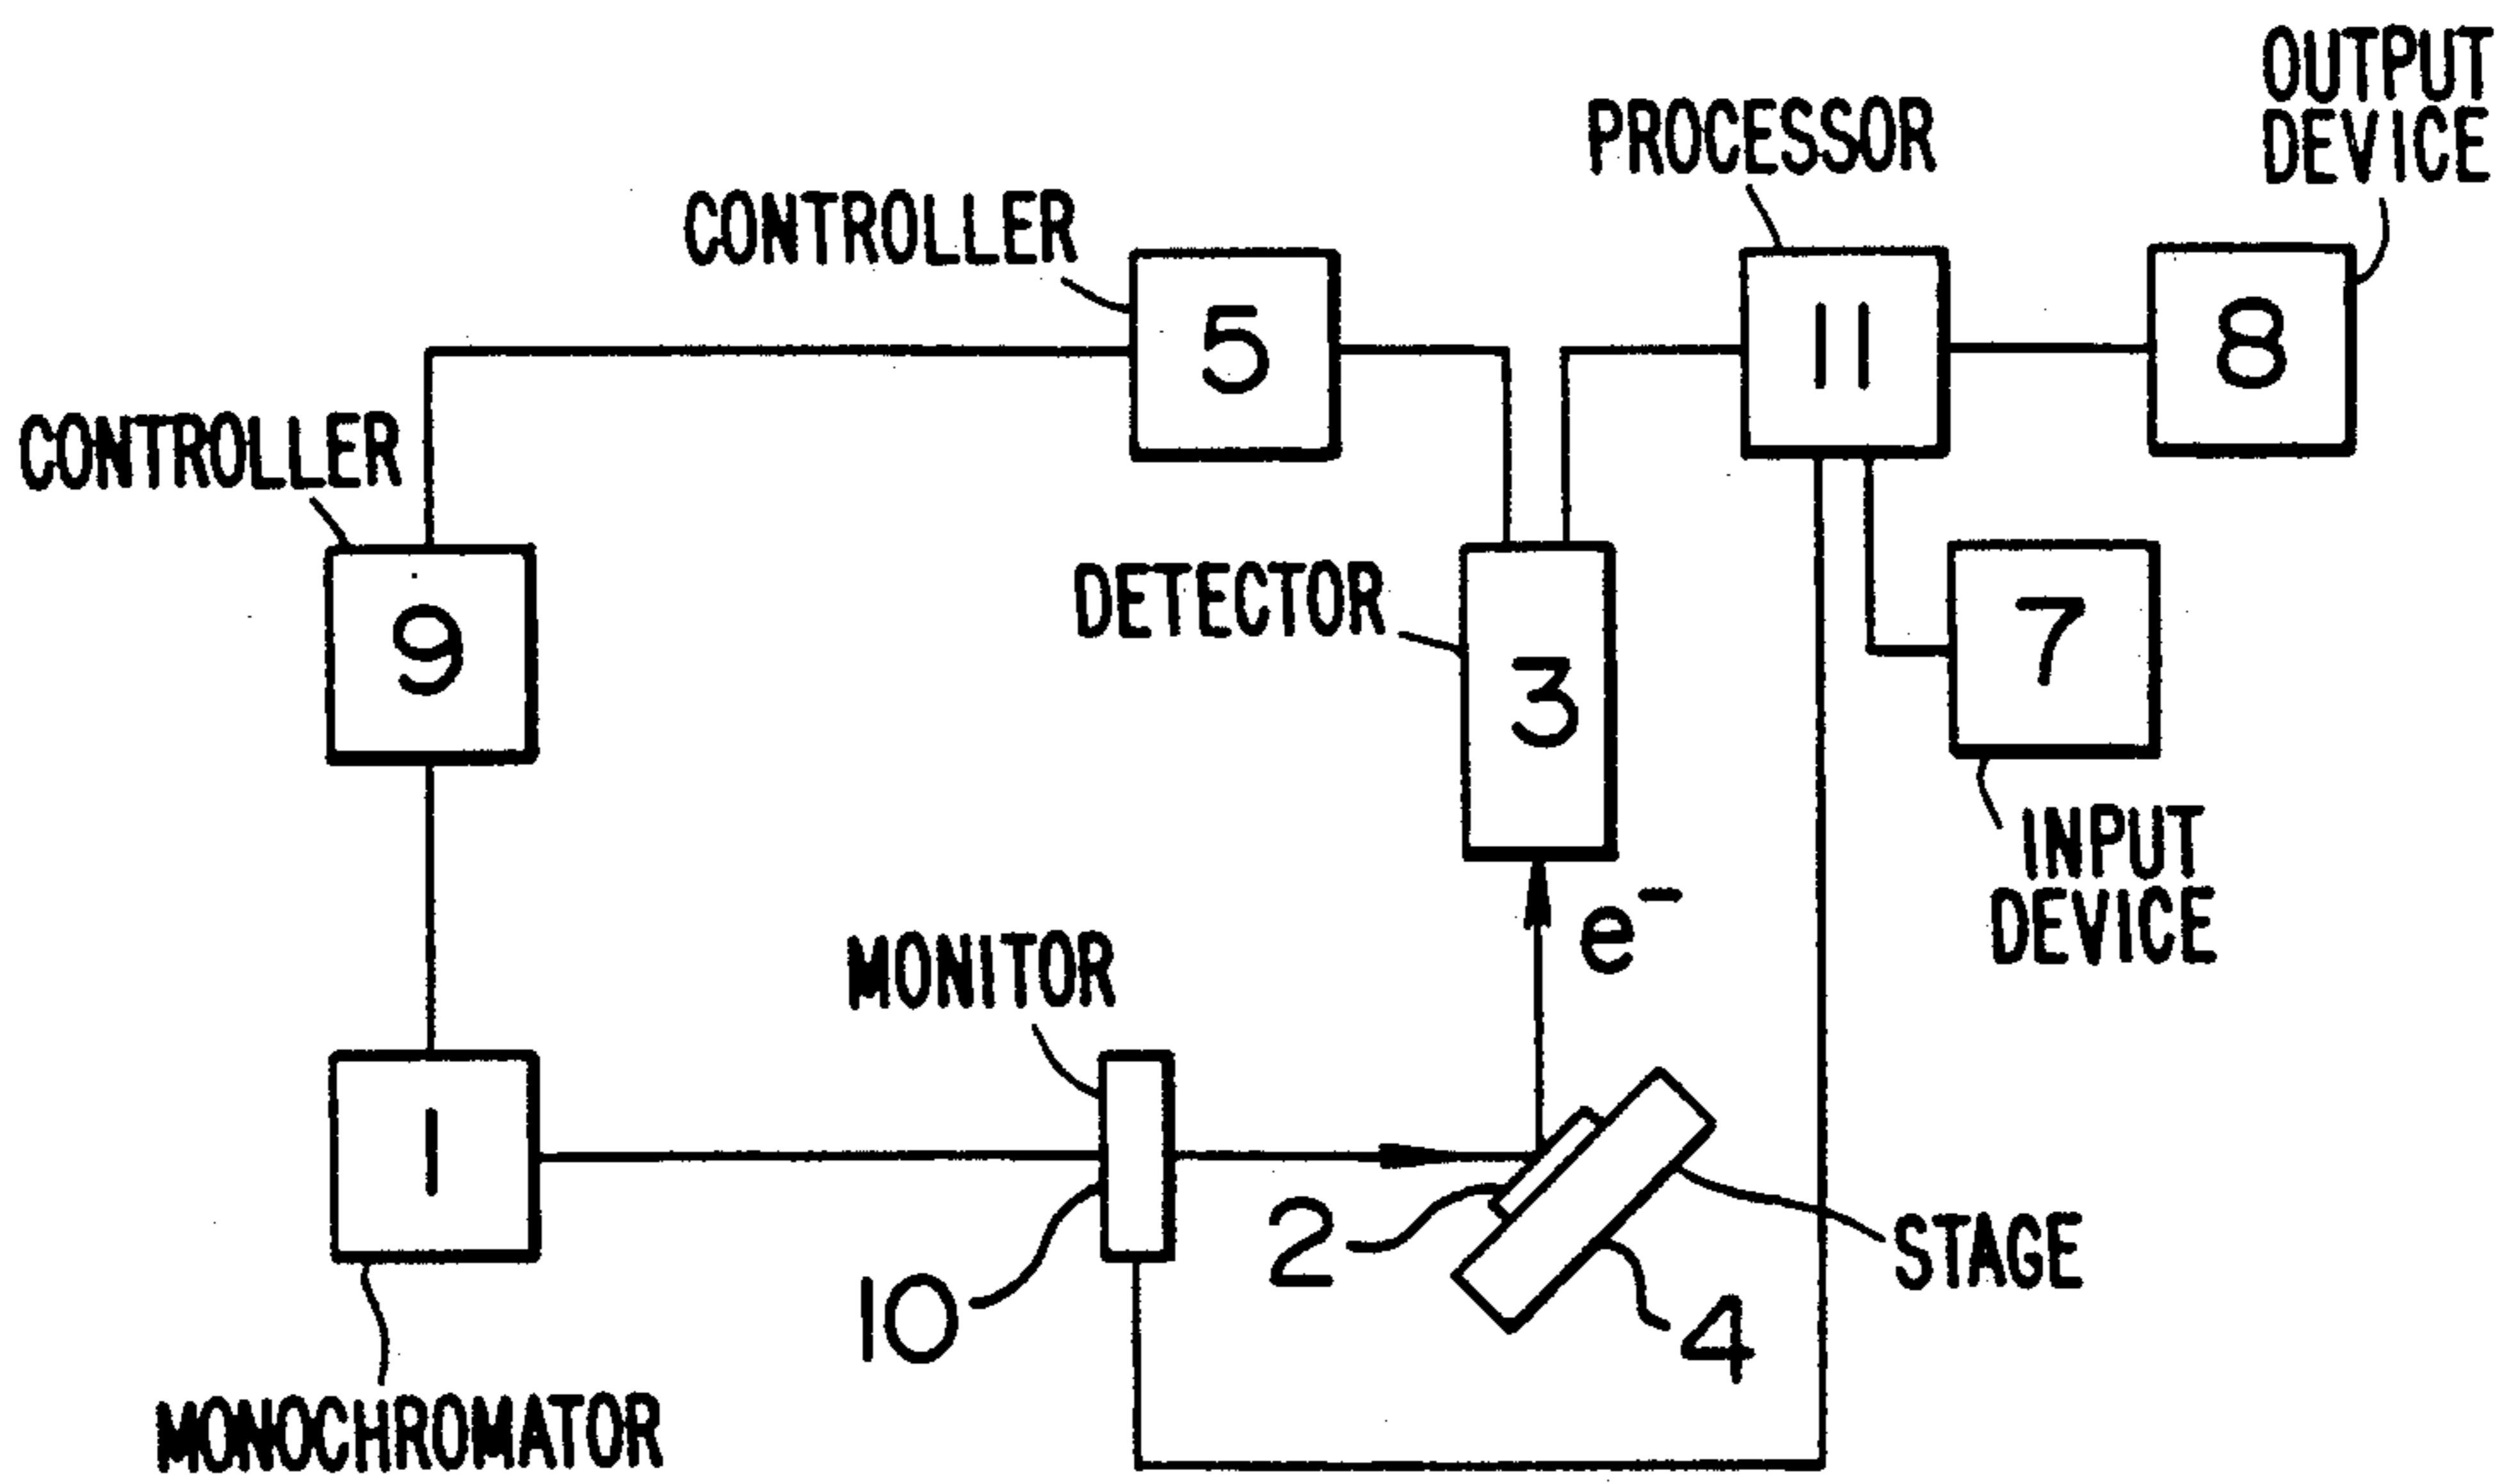 OUTPUT
DEVICE
PROCESSOR
CONTROLLER
5
11
8
CONTROLLER
9
DETECTOR
3
7
INPUT
DEVICE
e⁻
MONITOR
1
2
10
4
STAGE
MONOCHROMATOR